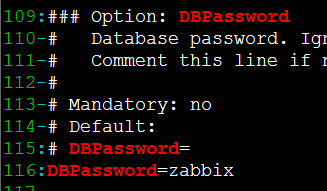 109:### Option: DBPassword
110-#   Database password. Ign
111-#   Comment this line if
112-#
113-# Mandatory: no
114-# Default:
115:# DBPassword=
116:DBPassword=zabbix